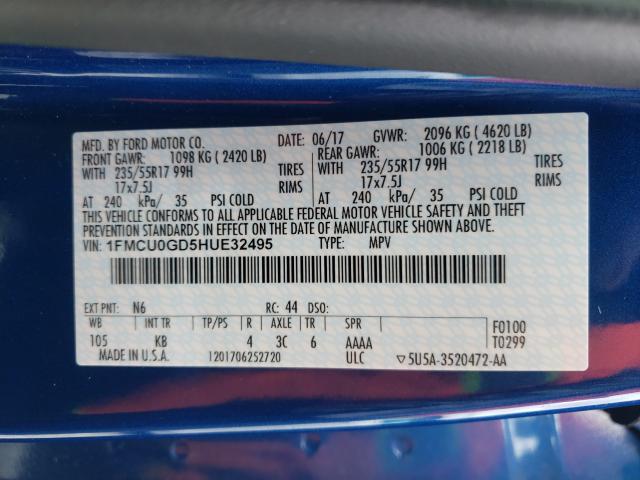 MFD. BY FORD MOTOR CO. DATE: 06/17 GVWR: 2096 KG ( 4620 LB)
FRONT GAWR: 1098 KG ( 2420 LB) REAR GAWR: 1006 KG ( 2218 LB)
WITH 235/55R17 99H TIRES WITH 235/55R17 99H TIRES
17x7.5J RIMS 17x7.5J RIMS
AT 240 kPa/ 35 PSI COLD AT 240 kPa/ 35 PSI COLD
THIS VEHICLE CONFORMS TO ALL APPLICABLE FEDERAL MOTOR VEHICLE SAFETY AND THEFT
PREVENTION STANDARDS IN EFFECT ON THE DATE OF MANUFACTURE SHOWN ABOVE.
VIN: 1FMCU0GD5HUE32495 TYPE: MPV
EXT PNT: N6 RC: 44 DSO: F0100
WB INT TR TP/PS R AXLE TR SPR T0299
105 KB 4 3C 6 AAAA
MADE IN U.S.A. 1201706252720 ULC ▽5U5A-3520472-AA